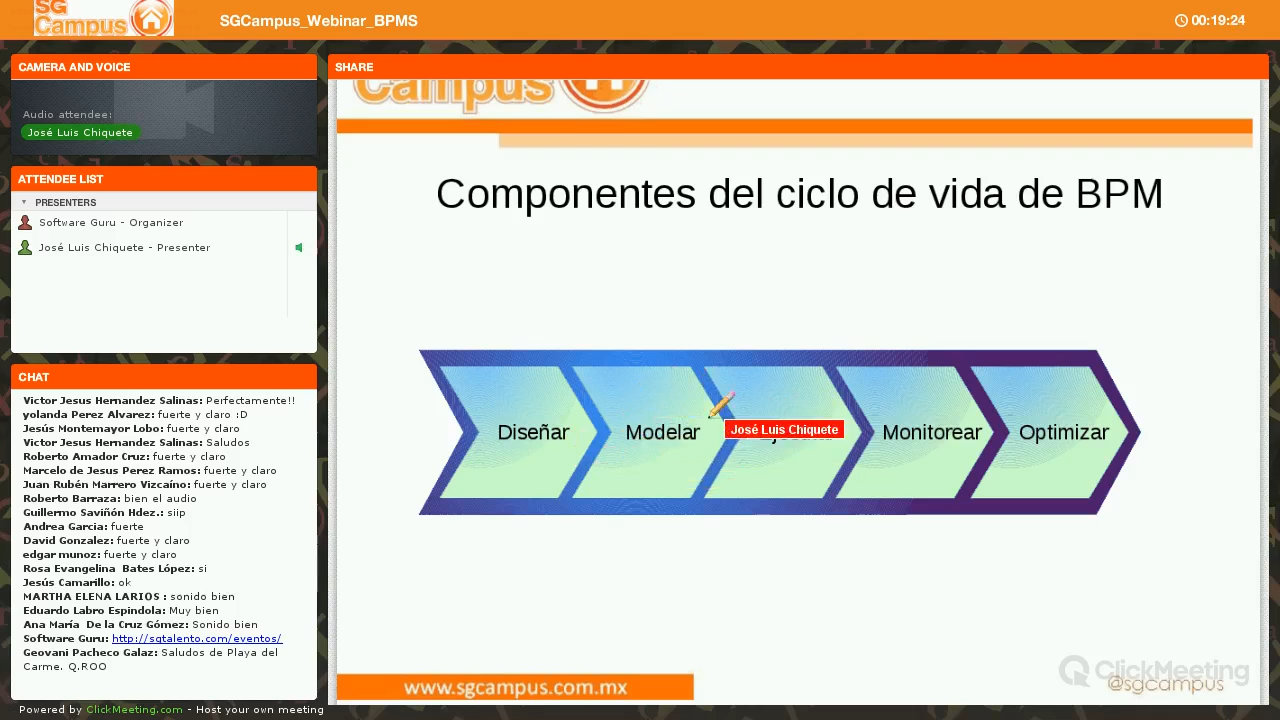 SG
Campus
SGCampus_Webinar_BPMS
00:19:24
CAMERA AND VOICE
Audio attendee:
José Luis Chiquete
ATTENDEE LIST
PRESENTERS
Software Guru - Organizer
José Luis Chiquete - Presenter
CHAT
Victor Jesus Hernandez Salinas: Perfectamente!!
yolanda Perez Alvarez: fuerte y claro :D
Jesús Montemayor Lobo: fuerte y claro
Victor Jesus Hernandez Salinas: Saludos
Roberto Amador Cruz: fuerte y claro
Marcelo de Jesus Perez Ramos: fuerte y claro
Juan Rubén Marrero Vizcaíno: fuerte y claro
Roberto Barraza: bien el audio
Guillermo Saviñón Hdez.: siip
Andrea Garcia: fuerte
David Gonzalez: fuerte y claro
edgar munoz: fuerte y claro
Rosa Evangelina Bates López: si
Jesús Camarillo: ok
MARTHA ELENA LARIOS : sonido bien
Eduardo Labro Espindola: Muy bien
Ana María De la Cruz Gómez: Sonido bien
Software Guru: http://sgtalento.com/eventos/
Geovani Pacheco Galaz: Saludos de Playa del
Carme. Q.ROO
Powered by ClickMeeting.com - Host your own meeting
SHARE
Campus
Componentes del ciclo de vida de BPM
Diseñar
Modelar
José Luis Chiquete
Monitorear
Optimizar
www.sgcampus.com.mx
ClickMeeting
@sgcampus